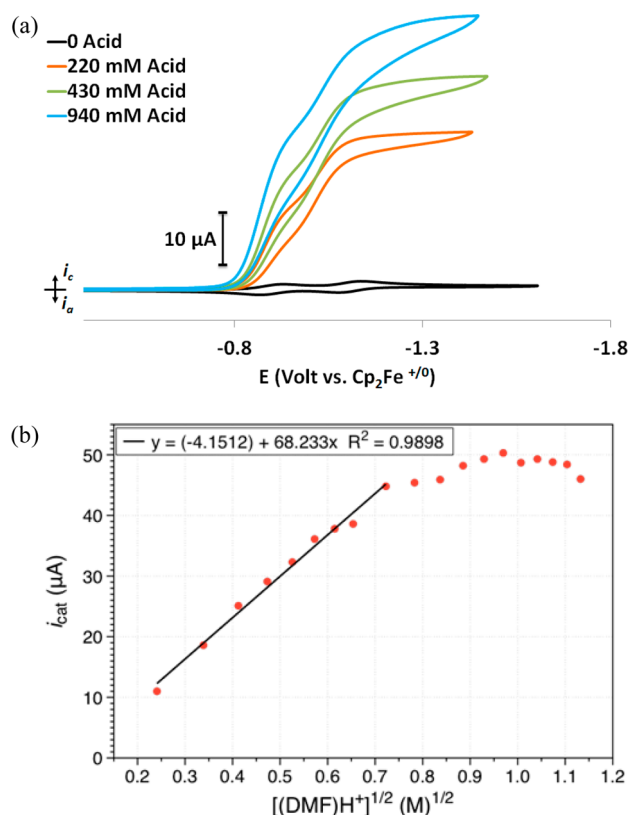 (a)
0 Acid
220 mM Acid
430 mM Acid
940 mM Acid
10 µA
i_c
i_a
-0.8 -1.3 -1.8
E (Volt vs. Cp₂Fe ⁺/⁰)
(b)
y = (-4.1512) + 68.233x R² = 0.9898
50
40
30
20
10
0
i_cat (µA)
0.2 0.3 0.4 0.5 0.6 0.7 0.8 0.9 1.0 1.1 1.2
[(DMF)H⁺]¹/² (M)¹/²